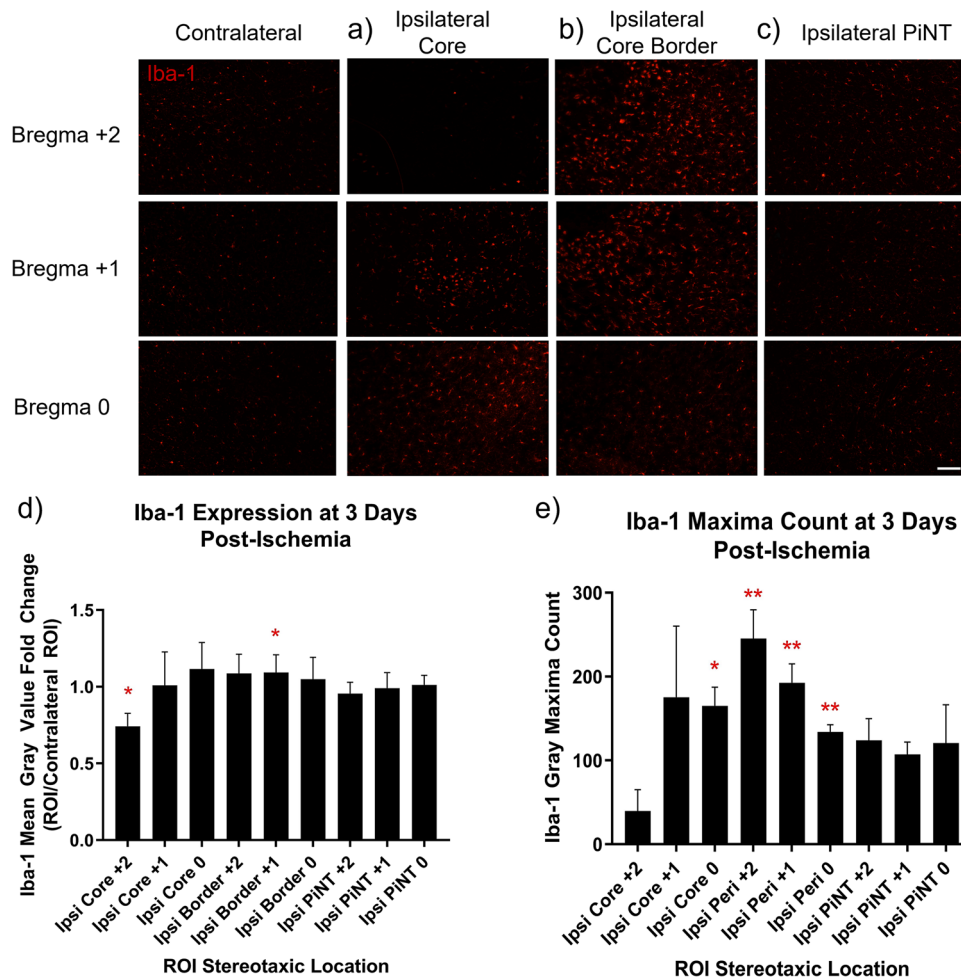 Contralateral
a) Ipsilateral
Core
b) Ipsilateral
Core Border
c) Ipsilateral PiNT
Iba-1
Bregma +2
Bregma +1
Bregma 0
d) Iba-1 Expression at 3 Days
Post-Ischemia
Iba-1 Mean Gray Value Fold Change
(ROI/Contralateral ROI)
1.5
1.0
0.5
0.0
*
*
Ipsi Core +2
Ipsi Core +1
Ipsi Core 0
Ipsi Border +2
Ipsi Border +1
Ipsi Border 0
Ipsi PiNT +2
Ipsi PiNT +1
Ipsi PiNT 0
ROI Stereotaxic Location
e) Iba-1 Maxima Count at 3 Days
Post-Ischemia
Iba-1 Gray Maxima Count
300
200
100
0
*
**
**
**
Ipsi Core +2
Ipsi Core +1
Ipsi Core 0
Ipsi Peri +2
Ipsi Peri +1
Ipsi Peri 0
Ipsi PiNT +2
Ipsi PiNT +1
Ipsi PiNT 0
ROI Stereotaxic Location